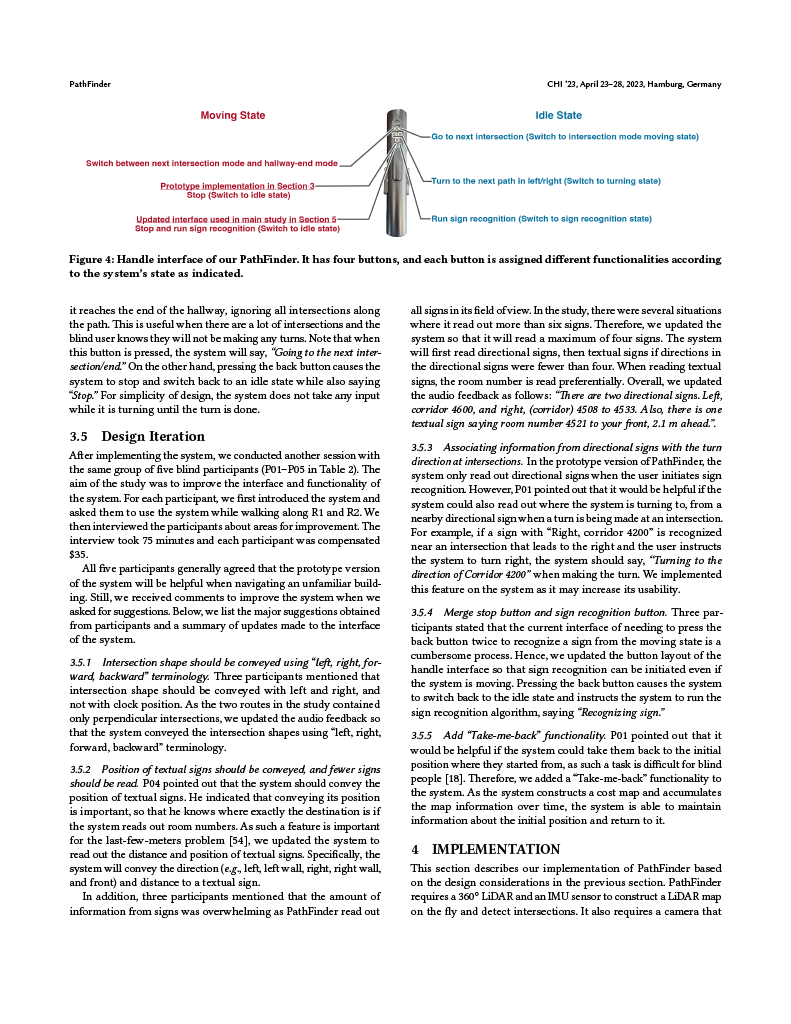 PathFinder
CHI '23, April 23–28, 2023, Hamburg, Germany
Moving State
Idle State
Go to next intersection (Switch to intersection mode moving state)
Switch between next intersection mode and hallway-end mode
Turn to the next path in left/right (Switch to turning state)
Prototype implementation in Section 3
Stop (Switch to idle state)
Updated interface used in main study in Section 5
Stop and run sign recognition (Switch to idle state)
Run sign recognition (Switch to sign recognition state)
Figure 4: Handle interface of our PathFinder. It has four buttons, and each button is assigned different functionalities according
to the system's state as indicated.
it reaches the end of the hallway, ignoring all intersections along
the path. This is useful when there are a lot of intersections and the
blind user knows they will not be making any turns. Note that when
this button is pressed, the system will say, “Going to the next inter-
section/end.” On the other hand, pressing the back button causes the
system to stop and switch back to an idle state while also saying
“Stop.” For simplicity of design, the system does not take any input
while it is turning until the turn is done.
3.5 Design Iteration
After implementing the system, we conducted another session with
the same group of five blind participants (P01–P05 in Table 2). The
aim of the study was to improve the interface and functionality of
the system. For each participant, we first introduced the system and
asked them to use the system while walking along R1 and R2. We
then interviewed the participants about areas for improvement. The
interview took 75 minutes and each participant was compensated
$35.
All five participants generally agreed that the prototype version
of the system will be helpful when navigating an unfamiliar build-
ing. Still, we received comments to improve the system when we
asked for suggestions. Below, we list the major suggestions obtained
from participants and a summary of updates made to the interface
of the system.
3.5.1 Intersection shape should be conveyed using “left, right, for-
ward, backward” terminology. Three participants mentioned that
intersection shape should be conveyed with left and right, and
not with clock position. As the two routes in the study contained
only perpendicular intersections, we updated the audio feedback so
that the system conveyed the intersection shapes using “left, right,
forward, backward” terminology.
3.5.2 Position of textual signs should be conveyed, and fewer signs
should be read. P04 pointed out that the system should convey the
position of textual signs. He indicated that conveying its position
is important, so that he knows where exactly the destination is if
the system reads out room numbers. As such a feature is important
for the last-few-meters problem [54], we updated the system to
read out the distance and position of textual signs. Specifically, the
system will convey the direction (e.g., left, left wall, right, right wall,
and front) and distance to a textual sign.
In addition, three participants mentioned that the amount of
information from signs was overwhelming as PathFinder read out
all signs in its field of view. In the study, there were several situations
where it read out more than six signs. Therefore, we updated the
system so that it will read a maximum of four signs. The system
will first read directional signs, then textual signs if directions in
the directional signs were fewer than four. When reading textual
signs, the room number is read preferentially. Overall, we updated
the audio feedback as follows: “There are two directional signs. Left,
corridor 4600, and right, (corridor) 4508 to 4533. Also, there is one
textual sign saying room number 4521 to your front, 2.1 m ahead.”.
3.5.3 Associating information from directional signs with the turn
direction at intersections. In the prototype version of PathFinder, the
system only read out directional signs when the user initiates sign
recognition. However, P01 pointed out that it would be helpful if the
system could also read out where the system is turning to, from a
nearby directional sign when a turn is being made at an intersection.
For example, if a sign with “Right, corridor 4200” is recognized
near an intersection that leads to the right and the user instructs
the system to turn right, the system should say, “Turning to the
direction of Corridor 4200” when making the turn. We implemented
this feature on the system as it may increase its usability.
3.5.4 Merge stop button and sign recognition button. Three par-
ticipants stated that the current interface of needing to press the
back button twice to recognize a sign from the moving state is a
cumbersome process. Hence, we updated the button layout of the
handle interface so that sign recognition can be initiated even if
the system is moving. Pressing the back button causes the system
to switch back to the idle state and instructs the system to run the
sign recognition algorithm, saying “Recognizing sign.”
3.5.5 Add “Take-me-back” functionality. P01 pointed out that it
would be helpful if the system could take them back to the initial
position where they started from, as such a task is difficult for blind
people [18]. Therefore, we added a “Take-me-back” functionality to
the system. As the system constructs a cost map and accumulates
the map information over time, the system is able to maintain
information about the initial position and return to it.
4 IMPLEMENTATION
This section describes our implementation of PathFinder based
on the design considerations in the previous section. PathFinder
requires a 360° LiDAR and an IMU sensor to construct a LiDAR map
on the fly and detect intersections. It also requires a camera that